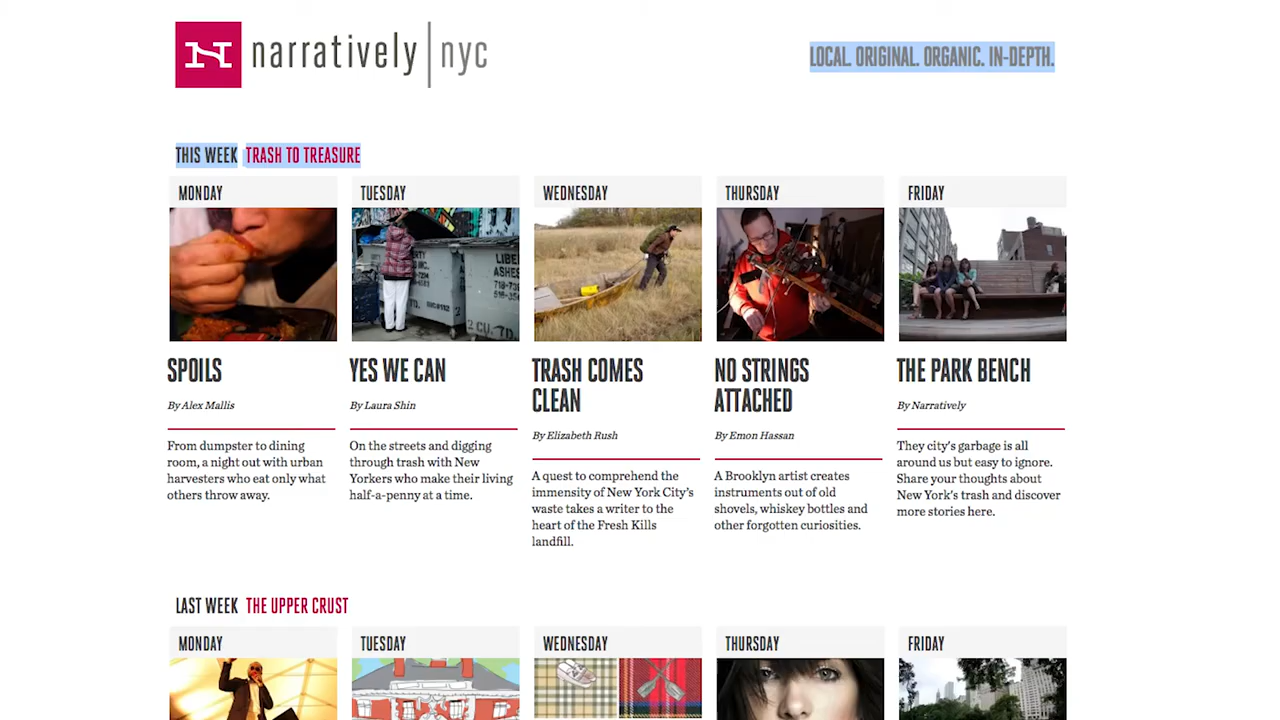 N narratively nyc
LOCAL. ORIGINAL. ORGANIC. IN-DEPTH.
THIS WEEK TRASH TO TREASURE
MONDAY
SPOILS
By Alex Mallis
From dumpster to dining
room, a night out with urban
harvesters who eat only what
others throw away.
TUESDAY
LIBE
ASHES
2 CU. YD.
YES WE CAN
By Laura Shin
On the streets and digging
through trash with New
Yorkers who make their living
half-a-penny at a time.
WEDNESDAY
TRASH COMES
CLEAN
By Elizabeth Rush
A quest to comprehend the
immensity of New York City's
waste takes a writer to the
heart of the Fresh Kills
landfill.
THURSDAY
NO STRINGS
ATTACHED
By Emon Hassan
A Brooklyn artist creates
instruments out of old
shovels, whiskey bottles and
other forgotten curiosities.
FRIDAY
THE PARK BENCH
By Narratively
They city's garbage is all
around us but easy to ignore.
Share your thoughts about
New York's trash and discover
more stories here.
LAST WEEK THE UPPER CRUST
MONDAY
TUESDAY
WEDNESDAY
THURSDAY
FRIDAY